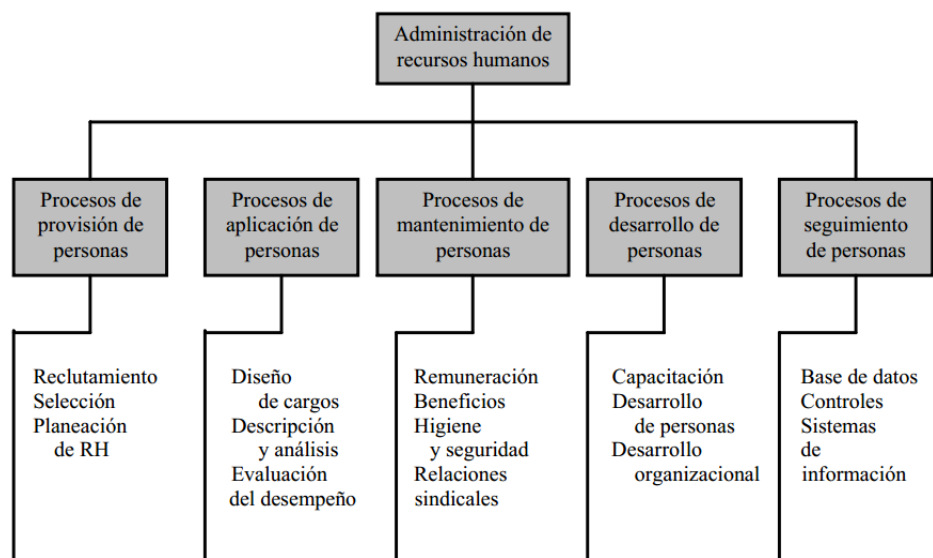 Administración de
recursos humanos
Procesos de
provisión de
personas
Procesos de
aplicación de
personas
Procesos de
mantenimiento de
personas
Procesos de
desarrollo de
personas
Procesos de
seguimiento
de personas
Reclutamiento
Selección
Planeación
de RH
Diseño
de cargos
Descripción
y análisis
Evaluación
del desempeño
Remuneración
Beneficios
Higiene
y seguridad
Relaciones
sindicales
Capacitación
Desarrollo
de personas
Desarrollo
organizacional
Base de datos
Controles
Sistemas
de
información